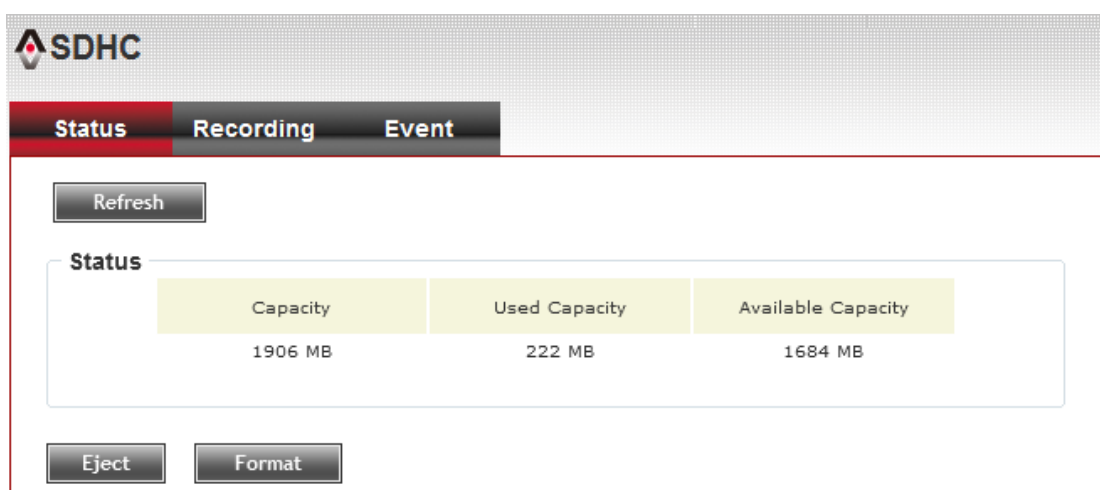 SDHC
Status Recording Event
Refresh
Status
Capacity Used Capacity Available Capacity
1906 MB 222 MB 1684 MB
Eject Format